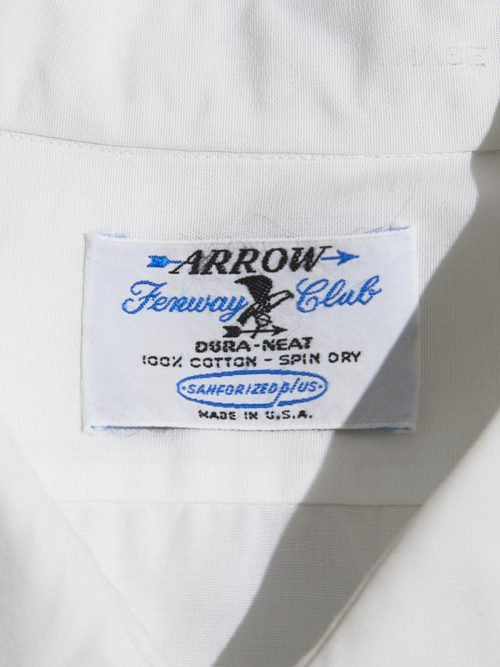 ARROW
Fenway Club
DURA-NEAT
100% COTTON - SPIN DRY
·SANFORIZED plus·
MADE IN U.S.A.